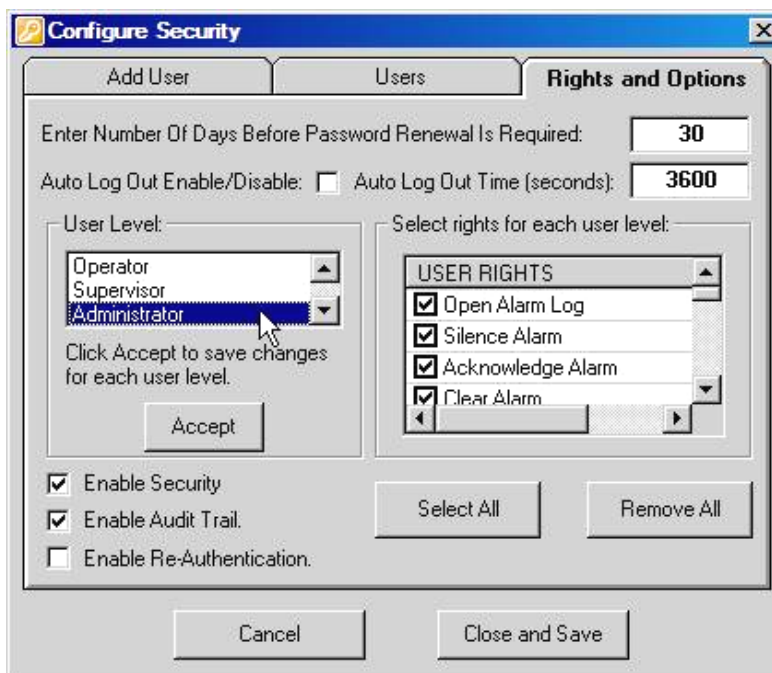 Configure Security
Add User
Users
Rights and Options
Enter Number Of Days Before Password Renewal Is Required:
30
Auto Log Out Enable/Disable:
Auto Log Out Time (seconds):
3600
User Level:
Operator
Supervisor
Administrator
Click Accept to save changes
for each user level.
Accept
Select rights for each user level:
USER RIGHTS
Open Alarm Log
Silence Alarm
Acknowledge Alarm
Clear Alarm
Enable Security
Enable Audit Trail.
Enable Re-Authentication.
Select All
Remove All
Cancel
Close and Save